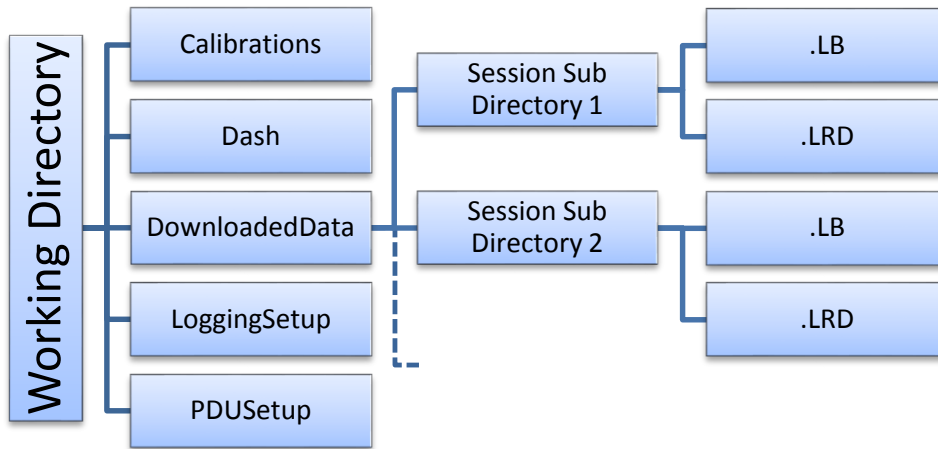 Working Directory
Calibrations
Dash
DownloadedData
LoggingSetup
PDUSetup
Session Sub
Directory 1
.LB
.LRD
Session Sub
Directory 2
.LB
.LRD